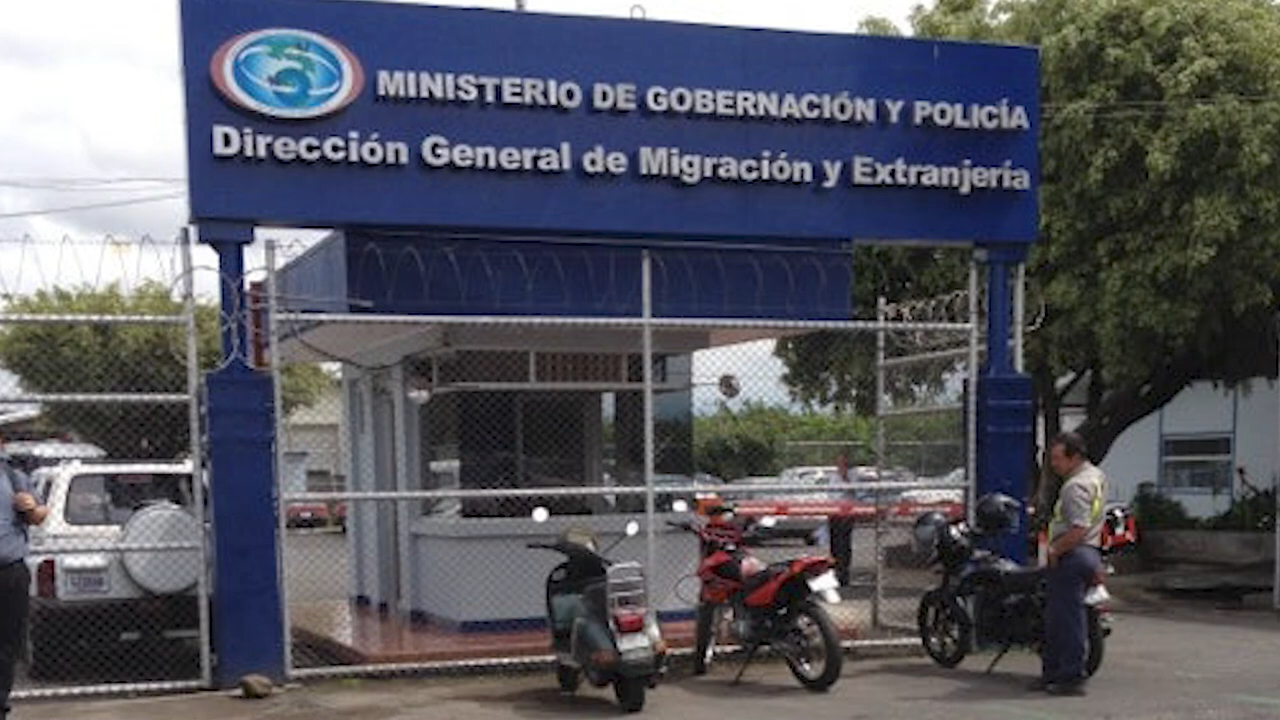 MINISTERIO DE GOBERNACIÓN Y POLICÍA
Dirección General de Migración y Extranjería